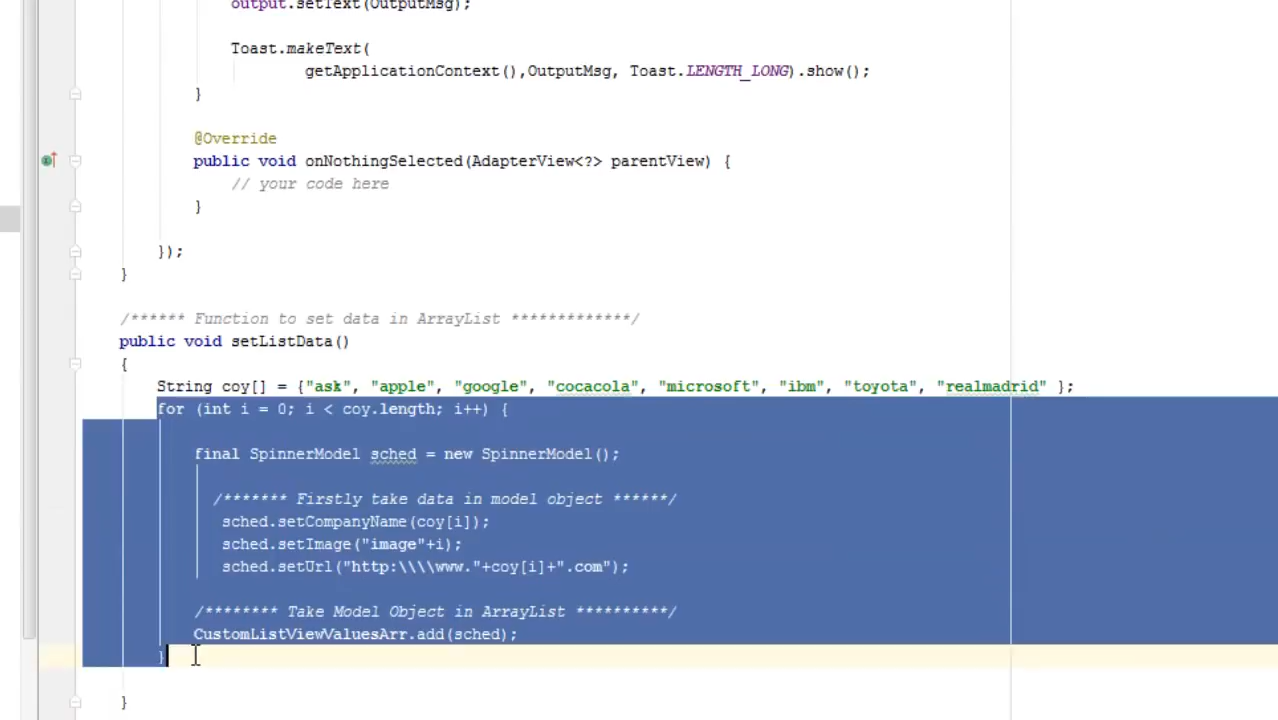 output.setText(OutputMsg);
Toast.makeText(
getApplicationContext(),OutputMsg, Toast.LENGTH_LONG).show();
}
@Override
public void onNothingSelected(AdapterView<?> parentView) {
// your code here
}
});
}
/****** Function to set data in ArrayList *************/
public void setListData()
{
String coy[] = {"ask", "apple", "google", "cocacola", "microsoft", "ibm", "toyota", "realmadrid" };
for (int i = 0; i < coy.length; i++) {
final SpinnerModel sched = new SpinnerModel();
/******* Firstly take data in model object ******/
sched.setCompanyName(coy[i]);
sched.setImage("image"+i);
sched.setUrl("http:\\\\www."+coy[i]+".com");
/******** Take Model Object in ArrayList **********/
CustomListViewValuesArr.add(sched);
}
}